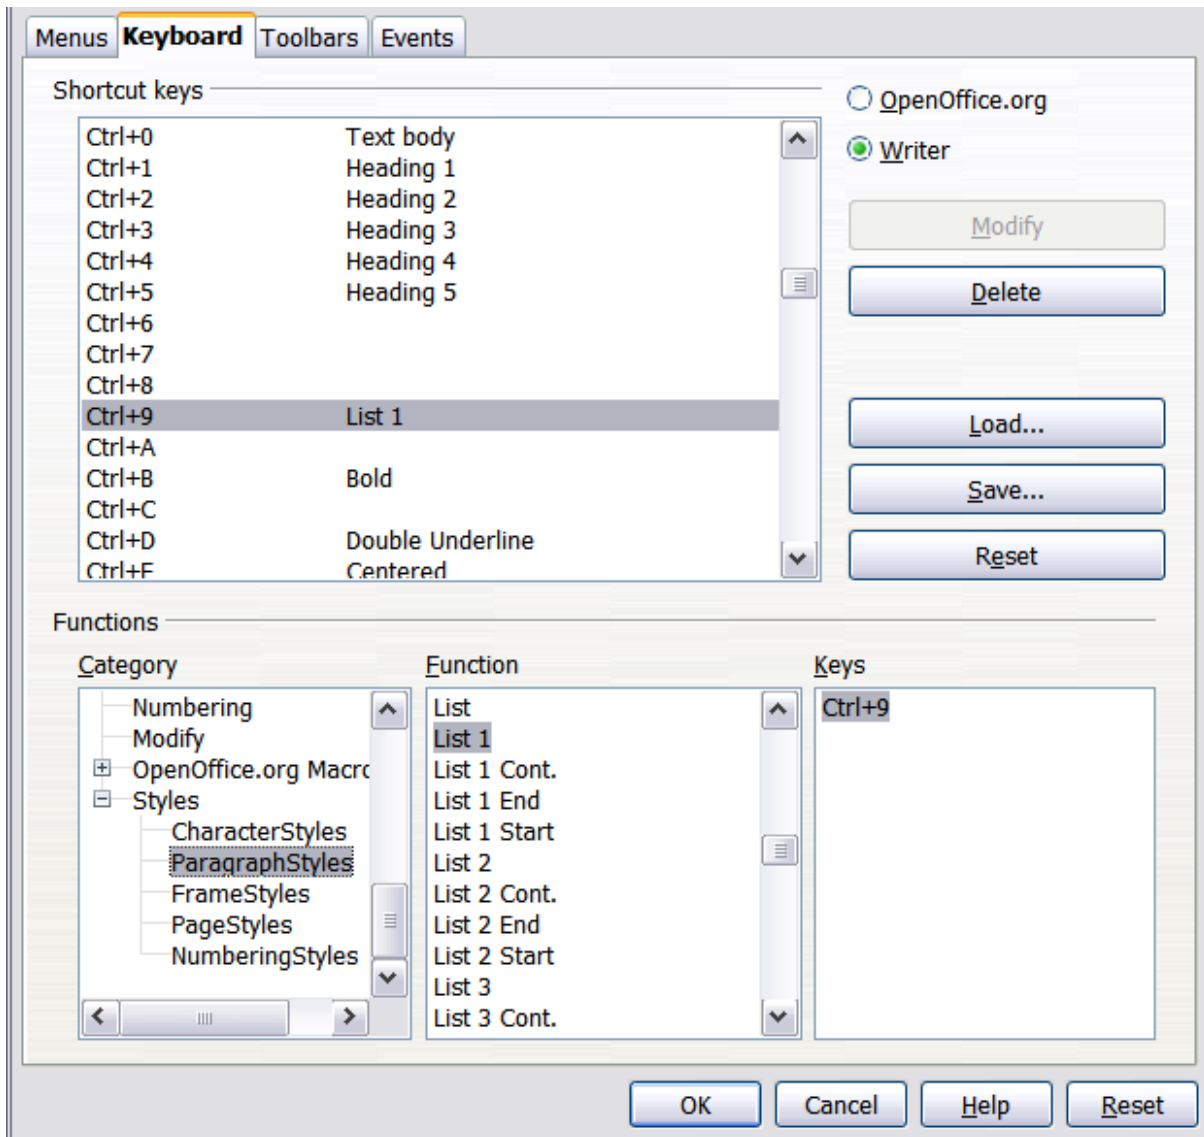 Menus Keyboard Toolbars Events
Shortcut keys
OpenOffice.org
Writer
Ctrl+0 Text body
Ctrl+1 Heading 1
Ctrl+2 Heading 2
Ctrl+3 Heading 3
Ctrl+4 Heading 4
Ctrl+5 Heading 5
Ctrl+6
Ctrl+7
Ctrl+8
Ctrl+9 List 1
Ctrl+A
Ctrl+B Bold
Ctrl+C
Ctrl+D Double Underline
Ctrl+E Centered
Modify
Delete
Load...
Save...
Reset
Functions
Category
Numbering
Modify
OpenOffice.org Macro
Styles
CharacterStyles
ParagraphStyles
FrameStyles
PageStyles
NumberingStyles
Function
List
List 1
List 1 Cont.
List 1 End
List 1 Start
List 2
List 2 Cont.
List 2 End
List 2 Start
List 3
List 3 Cont.
Keys
Ctrl+9
OK Cancel Help Reset